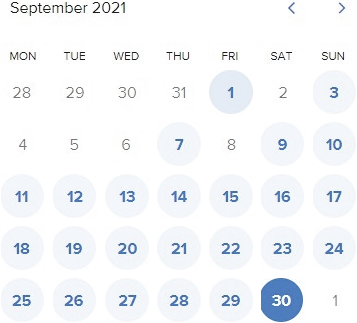 September 2021
MON TUE WED THU FRI SAT SUN
28 29 30 31 1 2 3
4 5 6 7 8 9 10
11 12 13 14 15 16 17
18 19 20 21 22 23 24
25 26 27 28 29 30 1